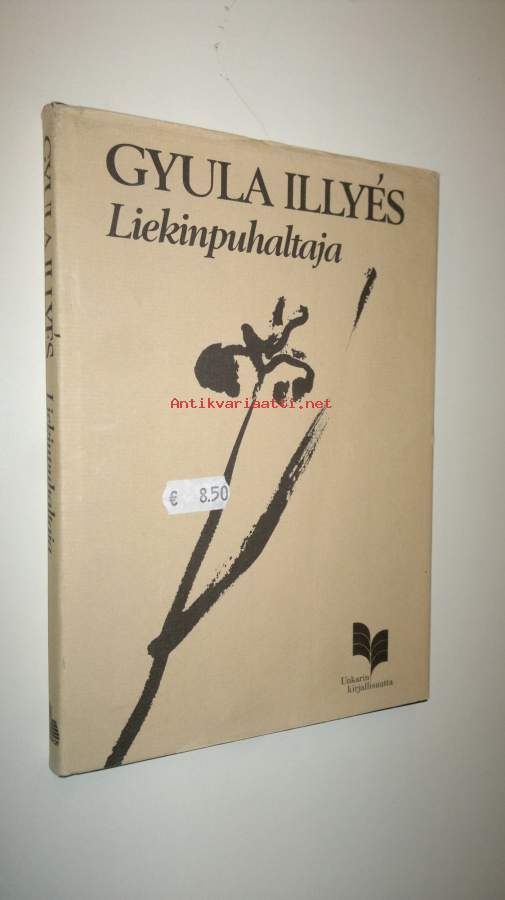 GYULA ILLYÉS
Liekinpuhaltaja
GYULA ILLYÉS Liekinpuhaltaja
Antikvariaatti.net
€ 8.50
Unkarin
kirjallisuutta